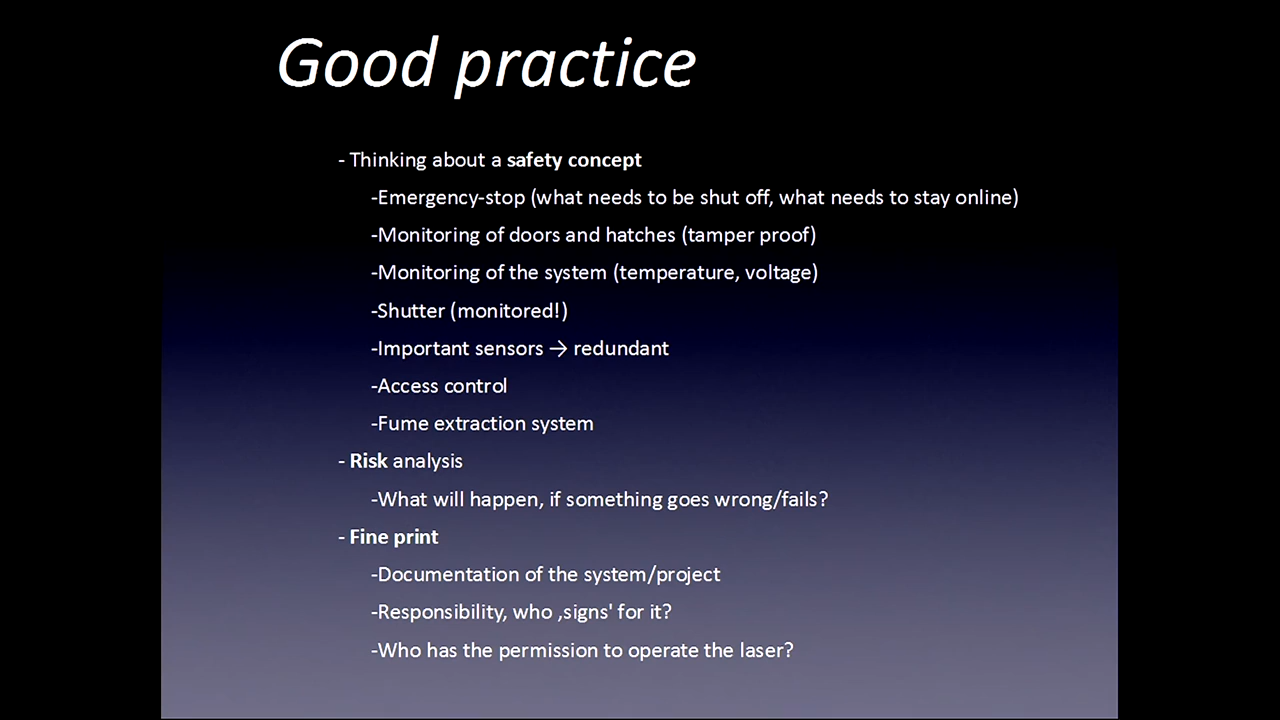 Good practice
- Thinking about a safety concept
-Emergency-stop (what needs to be shut off, what needs to stay online)
-Monitoring of doors and hatches (tamper proof)
-Monitoring of the system (temperature, voltage)
-Shutter (monitored!)
-Important sensors → redundant
-Access control
-Fume extraction system
- Risk analysis
-What will happen, if something goes wrong/fails?
- Fine print
-Documentation of the system/project
-Responsibility, who ‚signs' for it?
-Who has the permission to operate the laser?